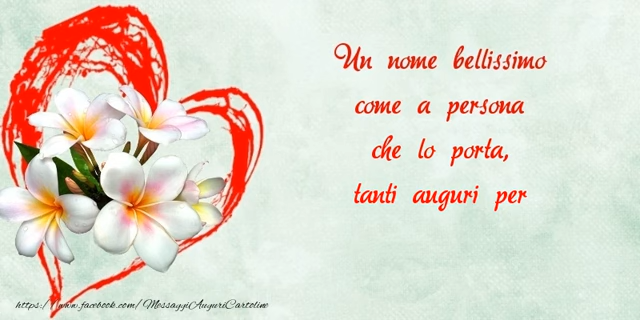 Un nome bellissimo
come a persona
che lo porta,
tanti auguri per
https://www.facebook.com/MessaggiAuguriCartoline